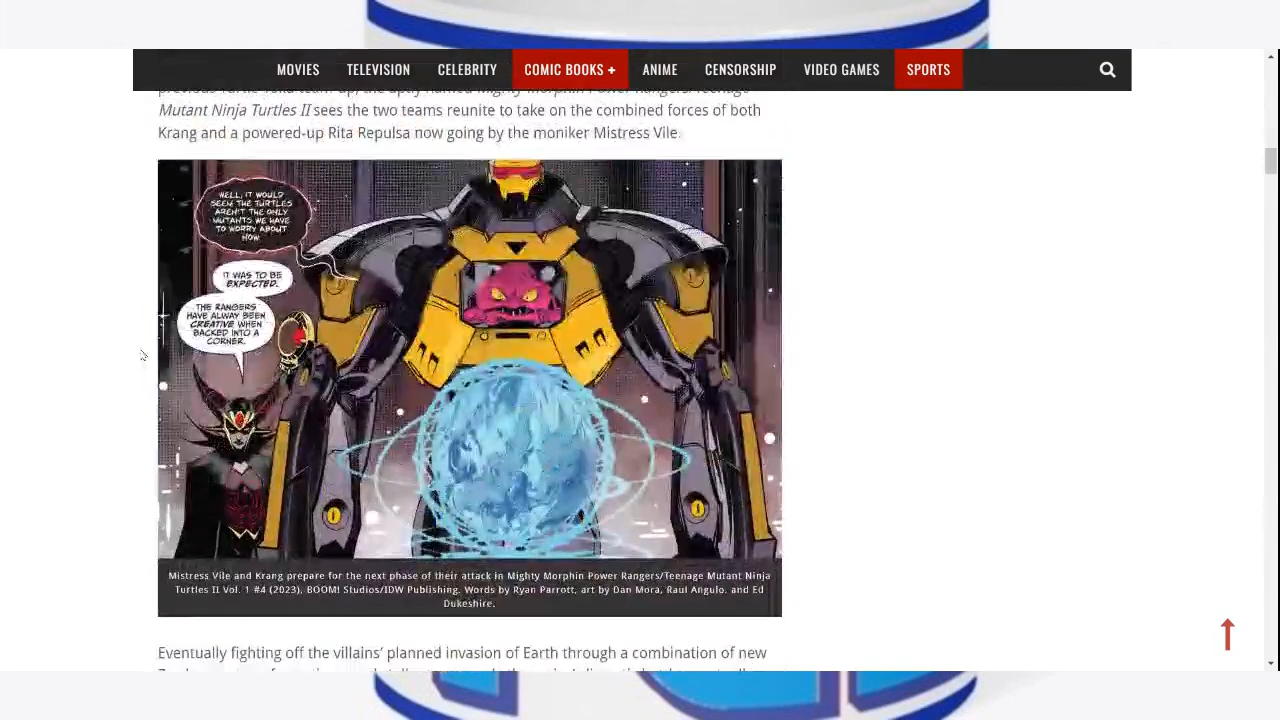 MOVIES TELEVISION CELEBRITY COMIC BOOKS + ANIME CENSORSHIP VIDEO GAMES SPORTS
Mutant Ninja Turtles II sees the two teams reunite to take on the combined forces of both
Krang and a powered-up Rita Repulsa now going by the moniker Mistress Vile.
WELL, IT WOULD
SEEM THE TURTLES
AREN'T THE ONLY
MUTANTS WE HAVE
TO WORRY ABOUT
NOW.
IT WAS TO BE
EXPECTED.
THE RANGERS
HAVE ALWAY BEEN
CREATIVE WHEN
BACKED INTO A
CORNER.
Mistress Vile and Krang prepare for the next phase of their attack in Mighty Morphin Power Rangers/Teenage Mutant Ninja
Turtles II Vol. 1 #4 (2023), BOOM! Studios/IDW Publishing. Words by Ryan Parrott, art by Dan Mora, Raul Angulo, and Ed
Dukeshire.
Eventually fighting off the villains' planned invasion of Earth through a combination of new